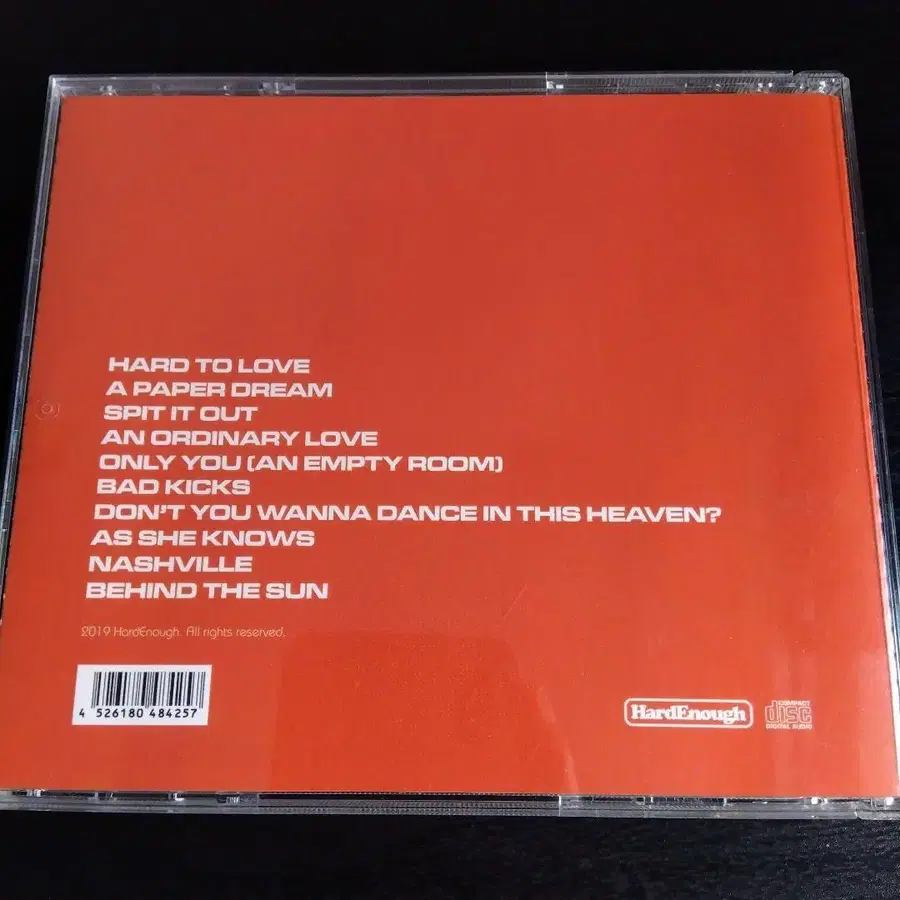 HARD TO LOVE
A PAPER DREAM
SPIT IT OUT
AN ORDINARY LOVE
ONLY YOU (AN EMPTY ROOM)
BAD KICKS
DON'T YOU WANNA DANCE IN THIS HEAVEN?
AS SHE KNOWS
NASHVILLE
BEHIND THE SUN
2019 HardEnough. All rights reserved.
4 526180 484257
HardEnough
COMPACT
disc
DIGITAL AUDIO